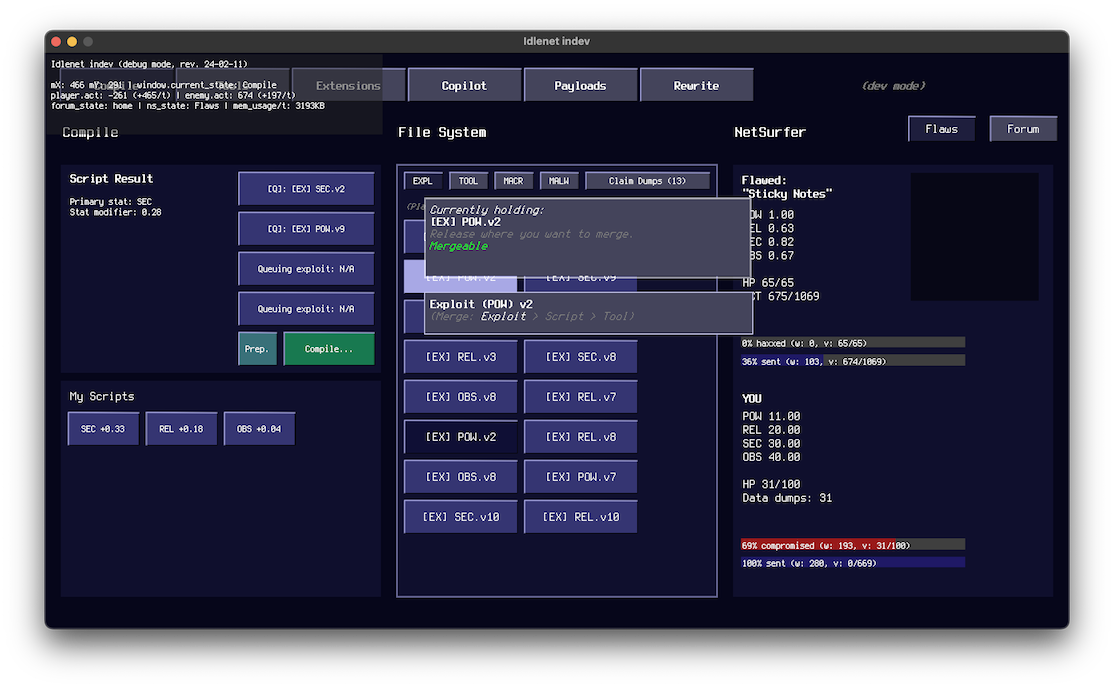 Idlenet indev
Idlenet indev (debug mode, rev. 24-02-11)
mX: 466 mY: 291 | window.current_state: Compile
player.act: -261 (+465/t) | enemy.act: 674 (+197/t)
forum_state: home | ns_state: Flaws | mem_usage/t: 3193KB
Extensions
Copilot
Payloads
Rewrite
(dev mode)
Compile
File System
NetSurfer
Flaws
Forum
Script Result
Primary stat: SEC
Stat modifier: 0.28
[Q]: [EX] SEC.v2
[Q]: [EX] POW.v9
Queuing exploit: N/A
Queuing exploit: N/A
Prep.
Compile...
My Scripts
SEC +0.33
REL +0.18
OBS +0.04
EXPL
TOOL
MACR
MALW
Claim Dumps (13)
Currently holding:
[EX] POW.v2
Release where you want to merge.
Mergeable
[EX] POW.v2
[EX] SEC.v9
Exploit (POW) v2
(Merge: Exploit > Script > Tool)
[EX] REL.v3
[EX] SEC.v8
[EX] OBS.v8
[EX] REL.v7
[EX] POW.v2
[EX] REL.v8
[EX] OBS.v8
[EX] POW.v7
[EX] SEC.v10
[EX] REL.v10
Flawed:
"Sticky Notes"
1.00
0.63
0.82
0.67
HP 65/65
675/1069
0% haxxed (w: 0, v: 65/65)
36% sent (w: 103, v: 674/1069)
YOU
POW 11.00
REL 20.00
SEC 30.00
OBS 40.00
HP 31/100
Data dumps: 31
69% compromised (w: 193, v: 31/100)
100% sent (w: 280, v: 0/669)